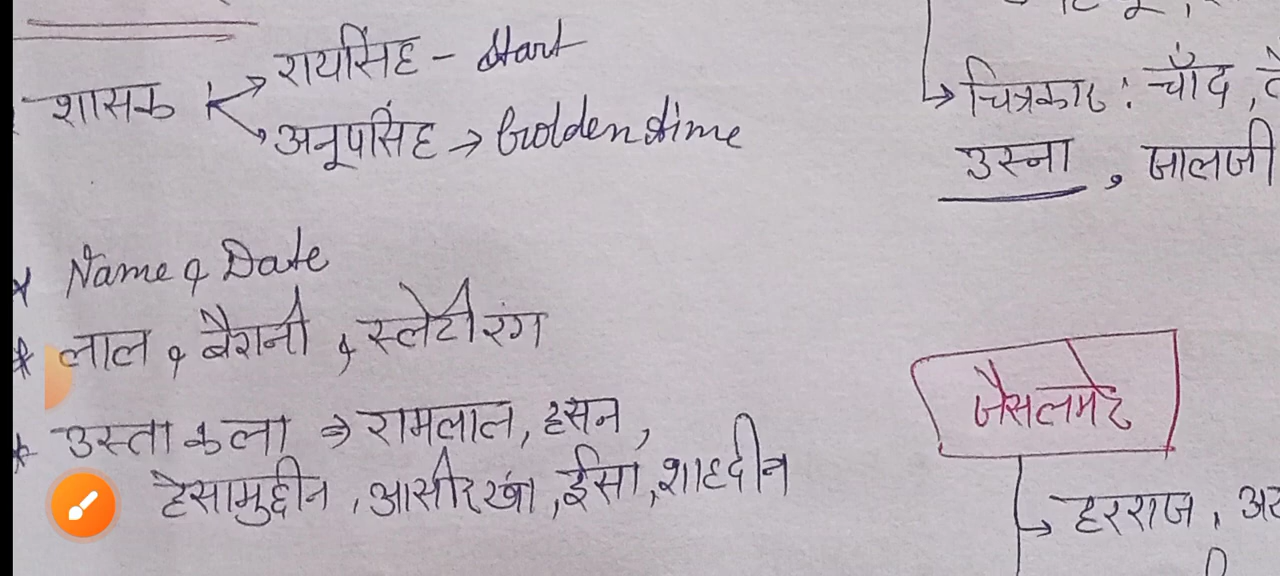 रायसिंह - Start
शासक
अनूपसिंह → Golden time
* Name & Date
* लाल & बैंगनी & स्लेटी रंग
* उस्ता कला ⇒ रामलाल, हसन,
हेसामुद्दीन, आसीर खां, ईसा, शाहदीन
↳ चित्रकार : चाँद,
उस्ना, लालजी
जैसलमेर
↳ हरराज,